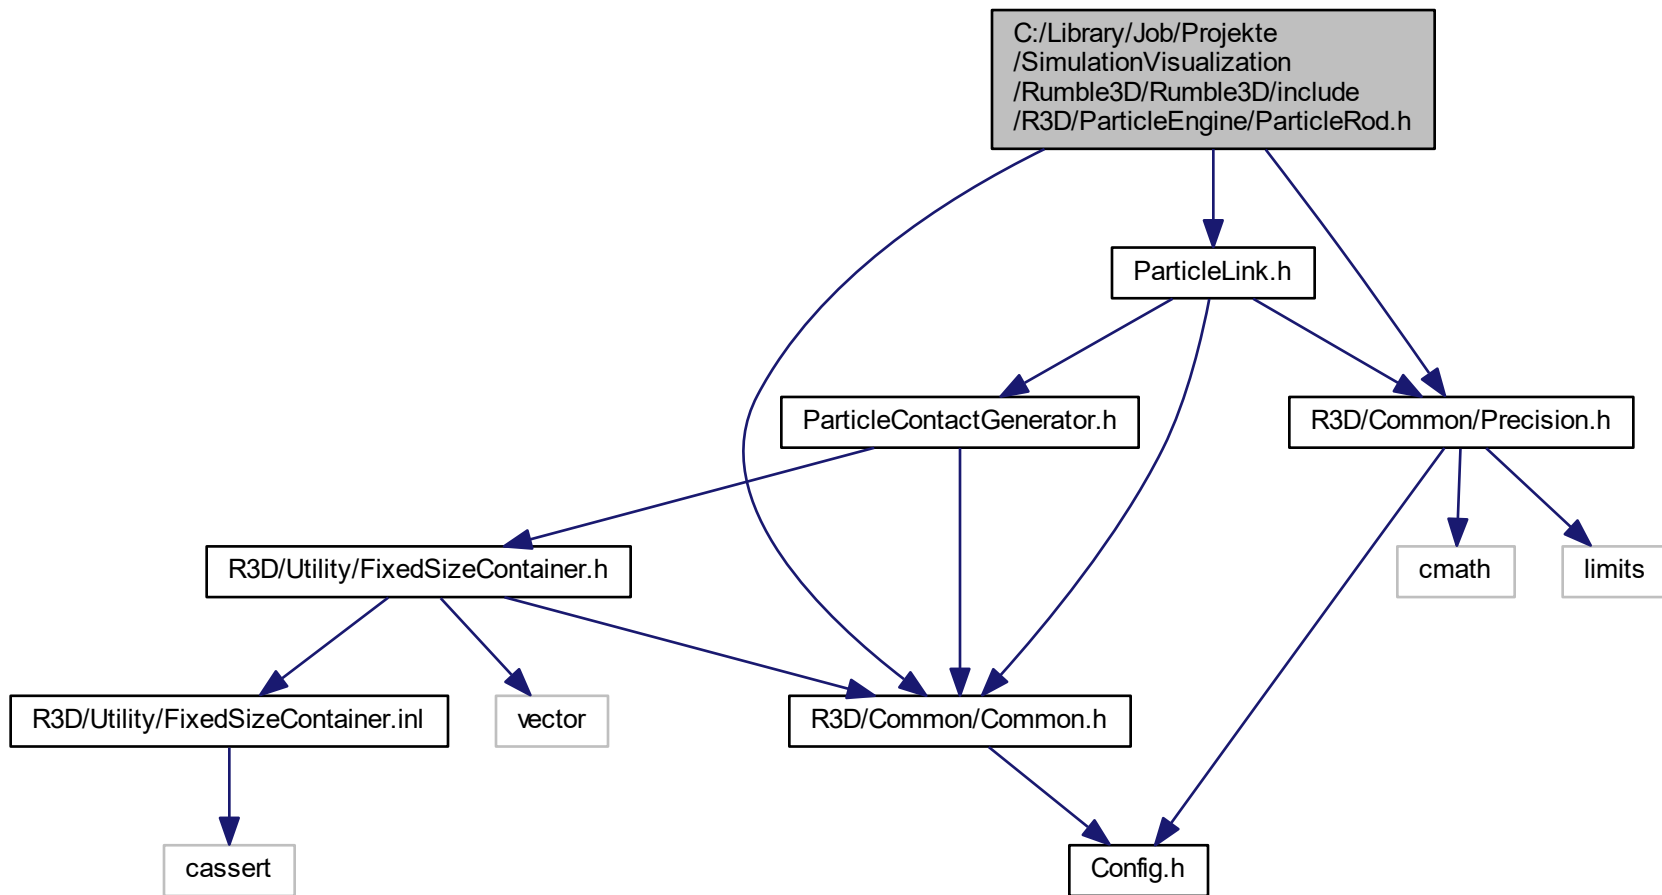 C:/Library/Job/Projekte
/SimulationVisualization
/Rumble3D/Rumble3D/include
/R3D/ParticleEngine/ParticleRod.h
ParticleLink.h
ParticleContactGenerator.h
R3D/Common/Precision.h
R3D/Utility/FixedSizeContainer.h
cmath
limits
R3D/Utility/FixedSizeContainer.inl
vector
R3D/Common/Common.h
cassert
Config.h